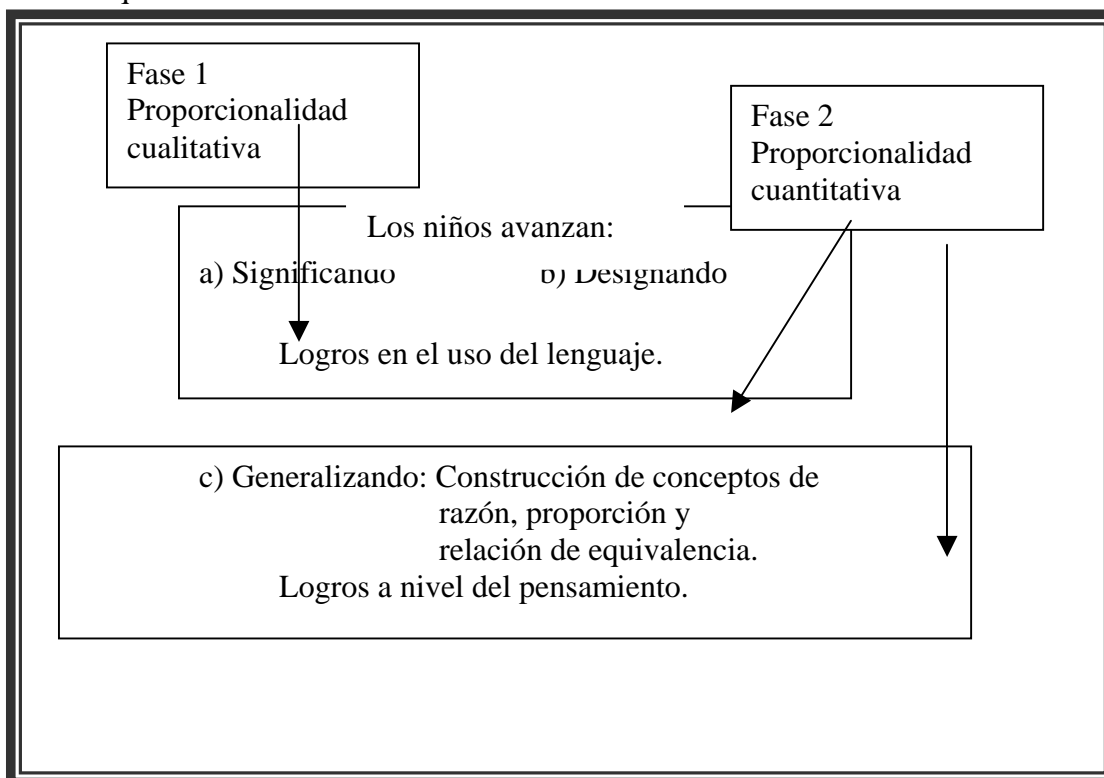 Fase 1
Proporcionalidad
cualitativa
Fase 2
Proporcionalidad
cuantitativa
Los niños avanzan:
a) Significando b) Designando
Logros en el uso del lenguaje.
c) Generalizando: Construcción de conceptos de
razón, proporción y
relación de equivalencia.
Logros a nivel del pensamiento.